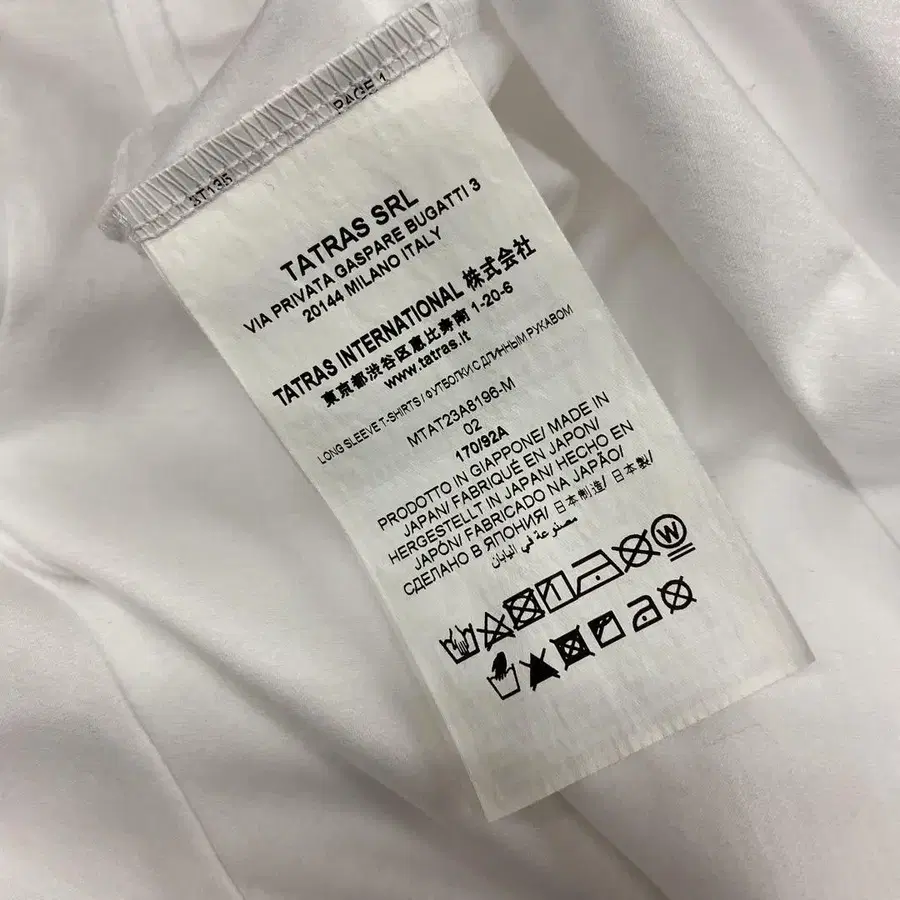 PAGE 1
ST135
TATRAS SRL
VIA PRIVATA GASPARE BUGATTI 3
20144 MILANO ITALY
TATRAS INTERNATIONAL 株式会社
東京都渋谷区恵比寿南 1-20-6
www.tatras.it
LONG SLEEVE T-SHIRTS / ФУТБОЛКИ С ДЛИННЫМ РУКАВОМ
MTAT23A8196-M
02
170/92A
PRODOTTO IN GIAPPONE/ MADE IN
JAPAN/ FABRIQUÉ EN JAPON/
HERGESTELLT IN JAPAN/ HECHO EN
JAPÓN/ FABRICADO NA JAPÃO/
СДЕЛАНО В ЯПОНИЯ/ 日本制造/ 日本製/
مصنوعة في اليابان
W